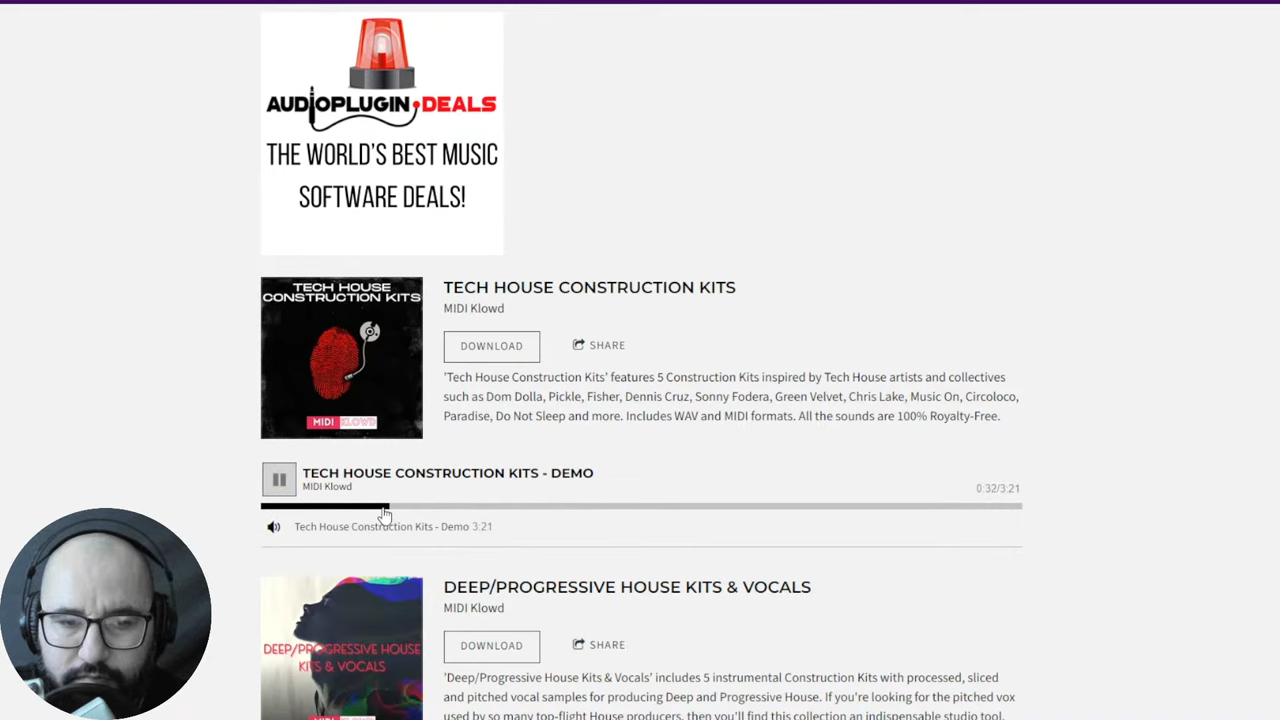 AUDIOPLUGIN DEALS
THE WORLD'S BEST MUSIC
SOFTWARE DEALS!
TECH HOUSE
CONSTRUCTION KITS
MIDI KLOWD
TECH HOUSE CONSTRUCTION KITS
MIDI Klowd
DOWNLOAD
SHARE
'Tech House Construction Kits' features 5 Construction Kits inspired by Tech House artists and collectives
such as Dom Dolla, Pickle, Fisher, Dennis Cruz, Sonny Fodera, Green Velvet, Chris Lake, Music On, Circoloco,
Paradise, Do Not Sleep and more. Includes WAV and MIDI formats. All the sounds are 100% Royalty-Free.
TECH HOUSE CONSTRUCTION KITS - DEMO
MIDI Klowd
0:32/3:21
Tech House Construction Kits - Demo 3:21
DEEP/PROGRESSIVE HOUSE
KITS & VOCALS
DEEP/PROGRESSIVE HOUSE KITS & VOCALS
MIDI Klowd
DOWNLOAD
SHARE
'Deep/Progressive House Kits & Vocals' includes 5 instrumental Construction Kits with processed, sliced
and pitched vocal samples for producing Deep and Progressive House. If you're looking for the pitched vox
used by so many top-flight House producers, then you'll find this collection an indispensable studio tool.